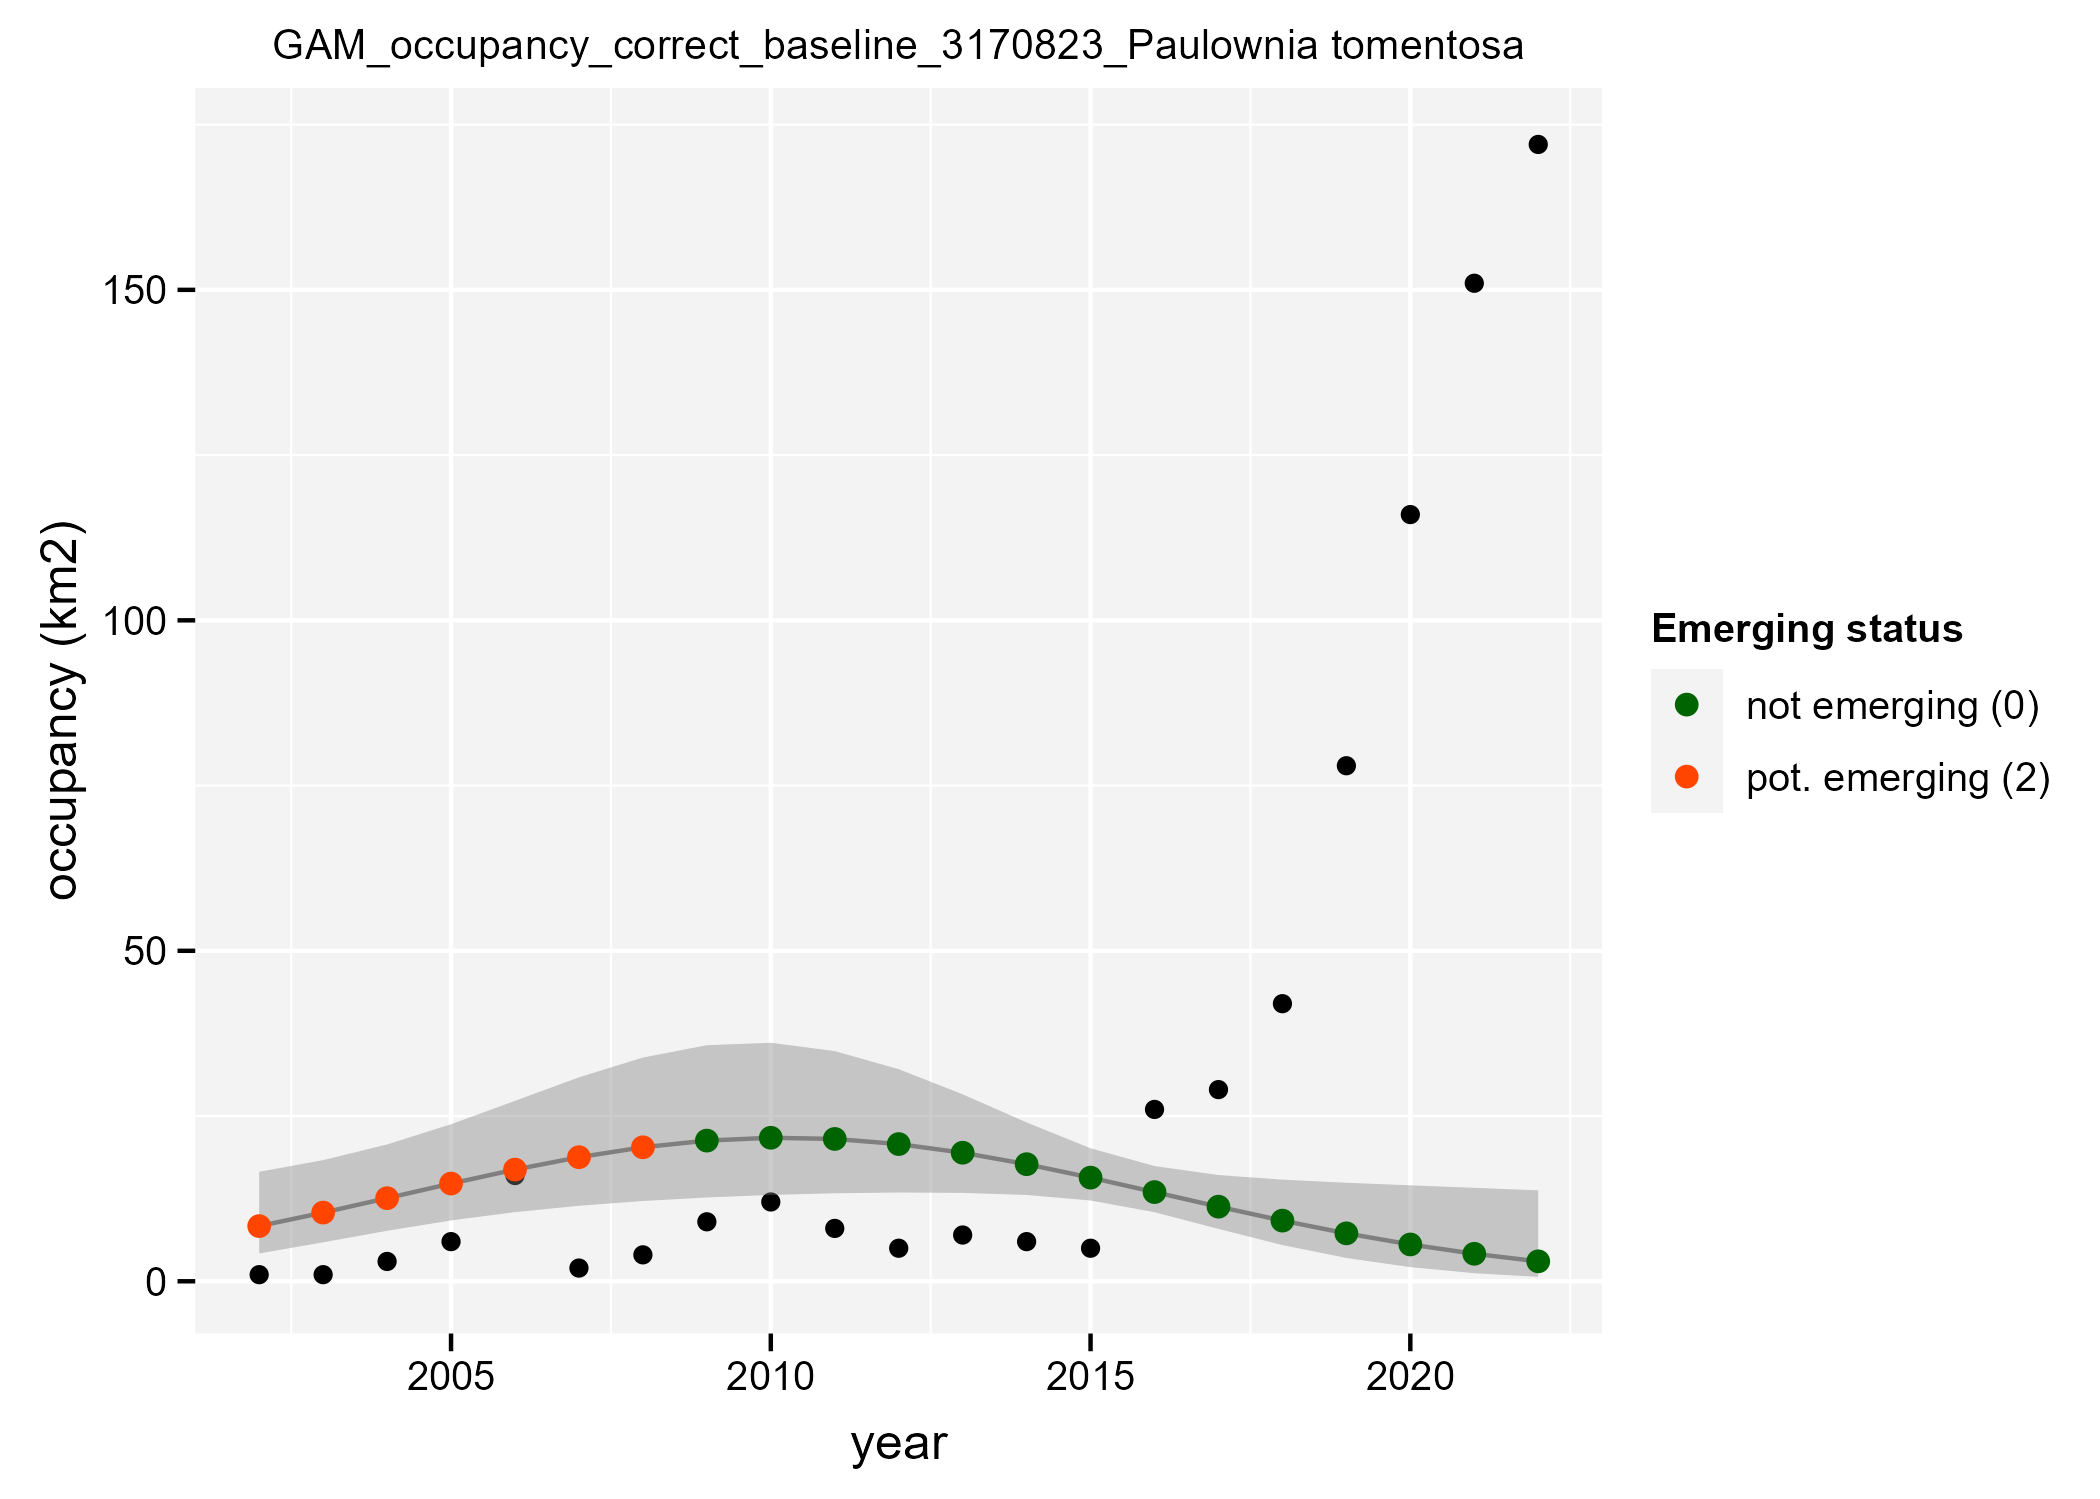 GAM_occupancy_correct_baseline_3170823_Paulownia tomentosa
occupancy (km2)
150
100
50
0
2005 2010 2015 2020
year
Emerging status
not emerging (0)
pot. emerging (2)